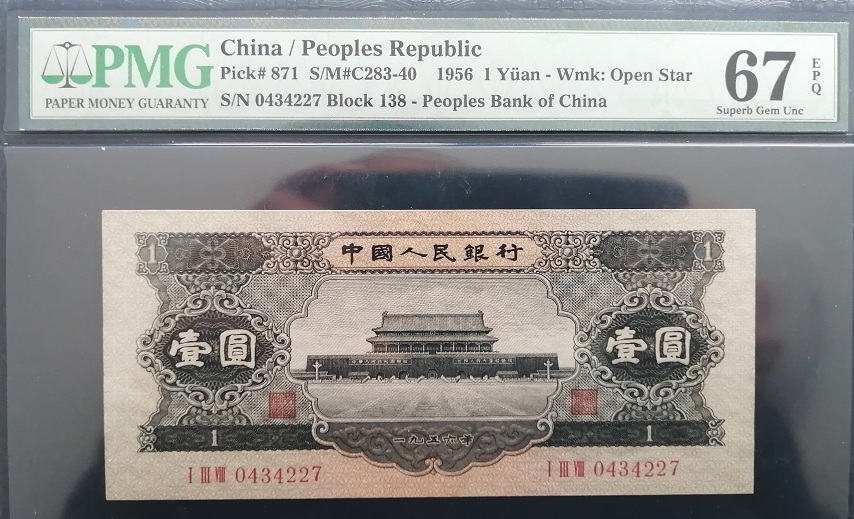 PMG
PAPER MONEY GUARANTY
China / Peoples Republic
Pick# 871 S/M#C283-40 1956 1 Yüan - Wmk: Open Star
S/N 0434227 Block 138 - Peoples Bank of China
67 EPQ
Superb Gem Unc
1 中國人民銀行 1
壹圓 壹圓
1 一九五六年 1
I III VIII 0434227 I III VIII 0434227